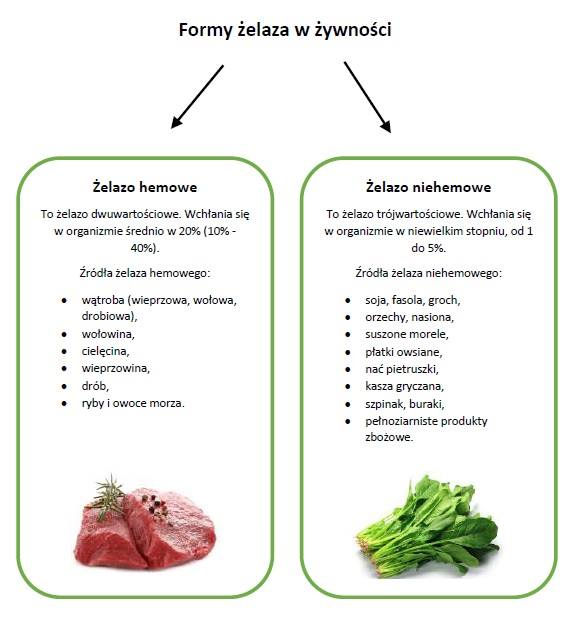 Formy żelaza w żywności
Żelazo hemowe
To żelazo dwuwartościowe. Wchłania się
w organizmie średnio w 20% (10% -
40%).
Źródła żelaza hemowego:
• wątroba (wieprzowa, wołowa,
drobiowa),
• wołowina,
• cielęcina,
• wieprzowina,
• drób,
• ryby i owoce morza.
Żelazo niehemowe
To żelazo trójwartościowe. Wchłania się
w organizmie w niewielkim stopniu, od 1
do 5%.
Źródła żelaza niehemowego:
• soja, fasola, groch,
• orzechy, nasiona,
• suszone morele,
• płatki owsiane,
• nać pietruszki,
• kasza gryczana,
• szpinak, buraki,
• pełnoziarniste produkty
zbożowe.